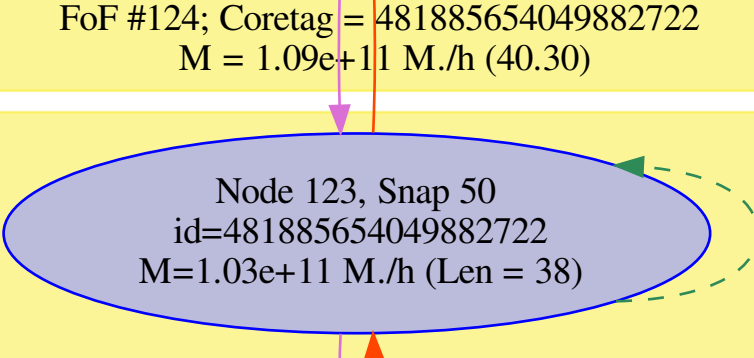 FoF #124; Coretag = 481885654049882722
M = 1.09e+11 M./h (40.30)
Node 123, Snap 50
id=481885654049882722
M=1.03e+11 M./h (Len = 38)